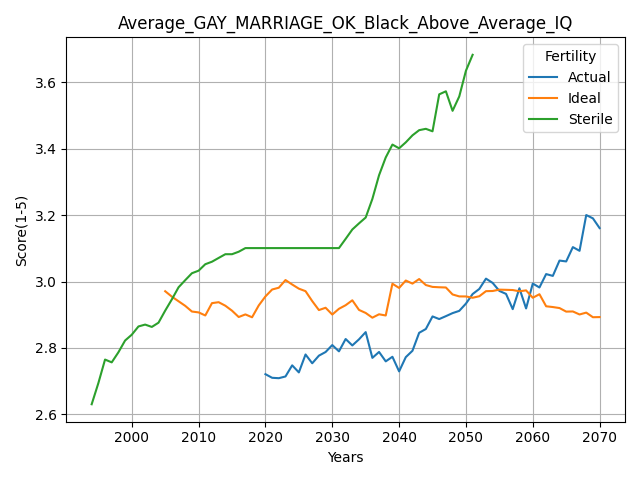 Average_GAY_MARRIAGE_OK_Black_Above_Average_IQ
Fertility
Actual
Ideal
Sterile
Score(1-5)
3.6
3.4
3.2
3.0
2.8
2.6
2000 2010 2020 2030 2040 2050 2060 2070
Years